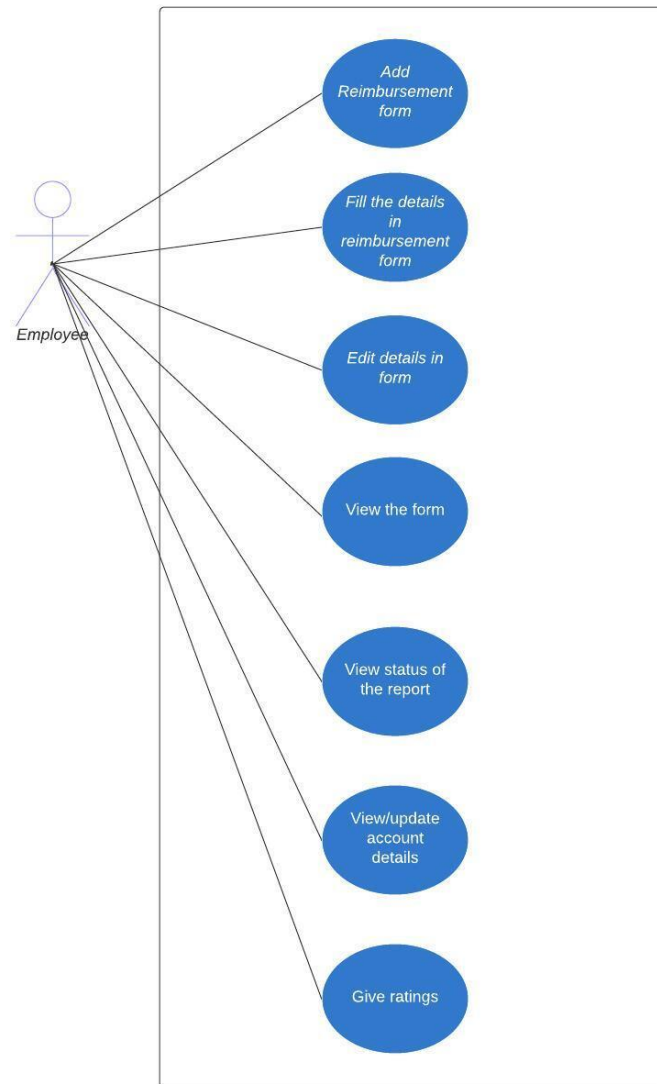 Add
Reimbursement
form
Fill the details
in
reimbursement
form
Employee
Edit details in
form
View the form
View status of
the report
View/update
account
details
Give ratings